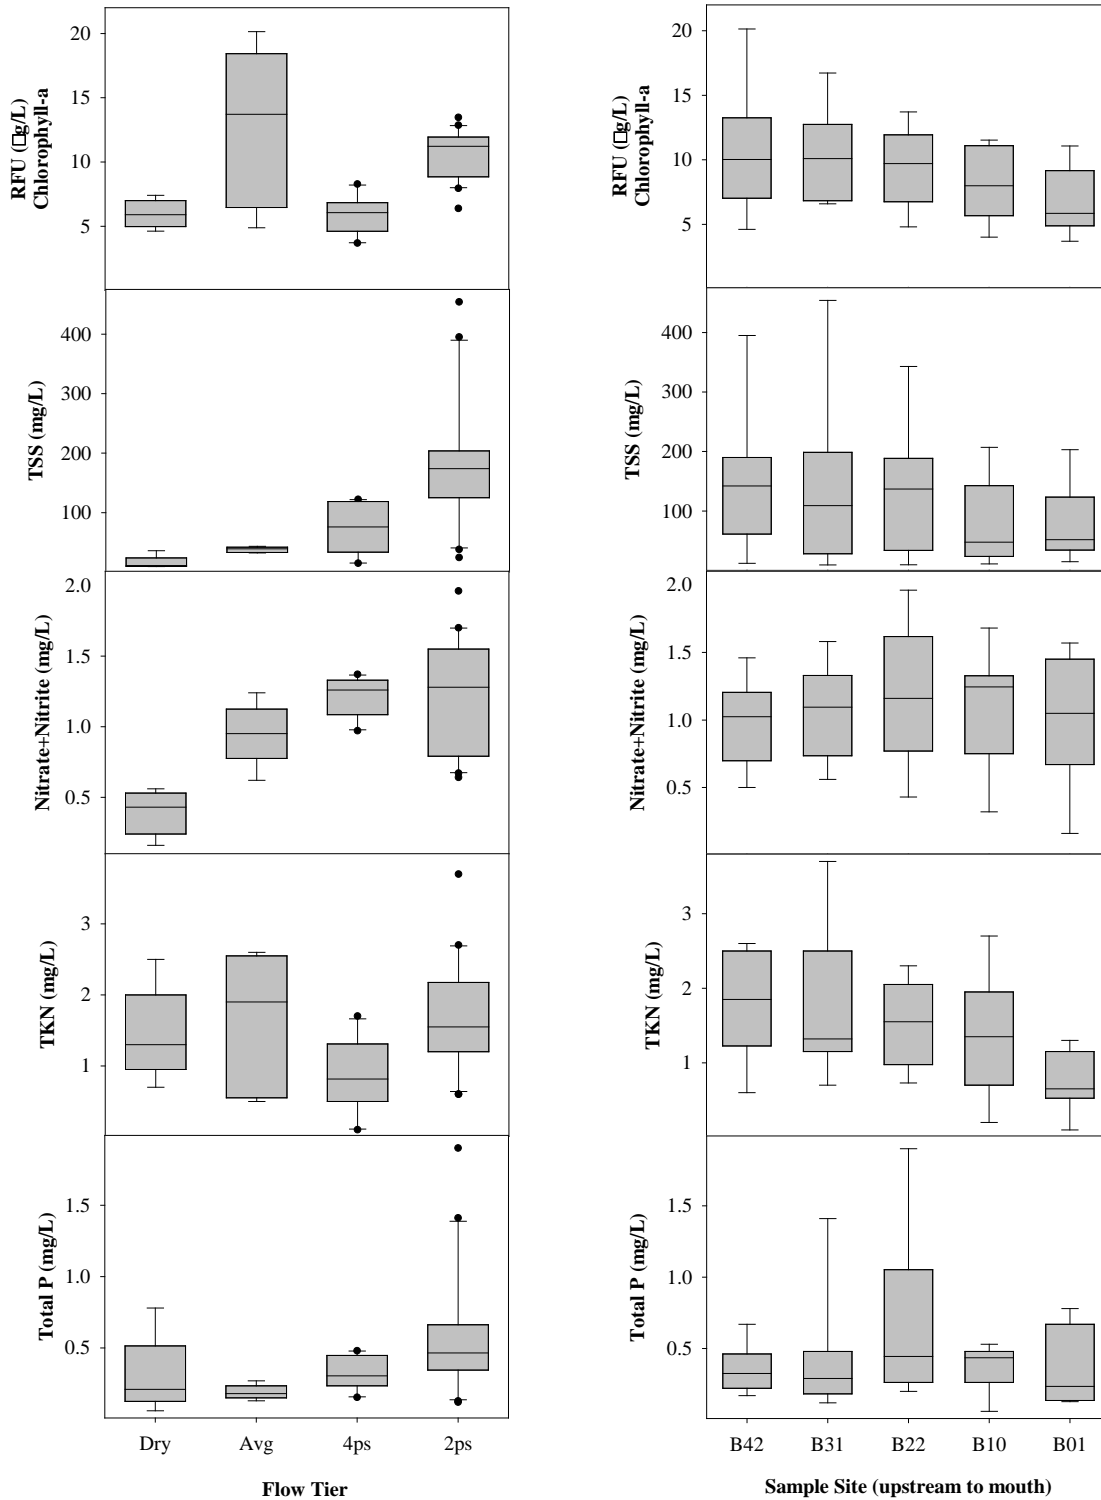 RFU (□g/L)
Chlorophyll-a
20
15
10
5
TSS (mg/L)
400
300
200
100
Nitrate+Nitrite (mg/L)
2.0
1.5
1.0
0.5
TKN (mg/L)
3
2
1
Total P (mg/L)
1.5
1.0
0.5
Dry Avg 4ps 2ps
Flow Tier
RFU (□g/L)
Chlorophyll-a
20
15
10
5
TSS (mg/L)
400
300
200
100
Nitrate+Nitrite (mg/L)
2.0
1.5
1.0
0.5
TKN (mg/L)
3
2
1
Total P (mg/L)
1.5
1.0
0.5
B42 B31 B22 B10 B01
Sample Site (upstream to mouth)